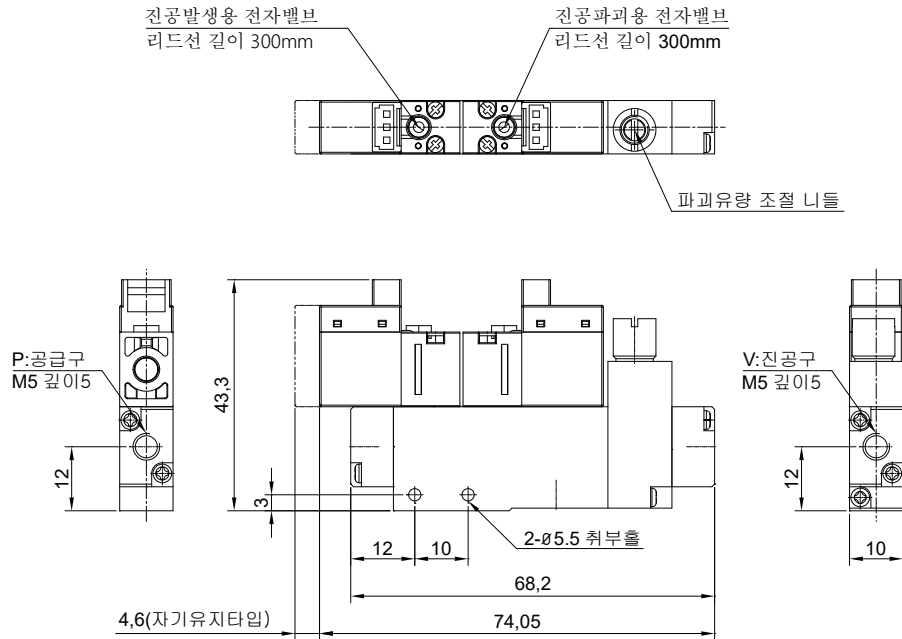 진공발생용 전자밸브
리드선 길이 300mm
진공파괴용 전자밸브
리드선 길이 300mm
파괴유량 조절 니들
P:공급구
M5 깊이5
43,3
12
3
V:진공구
M5 깊이5
12
10
2-ø5.5 취부홀
12
10
68,2
4,6(자기유지타입)
74,05